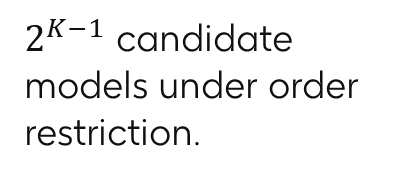 2^{K−1} candidate
models under order
restriction.